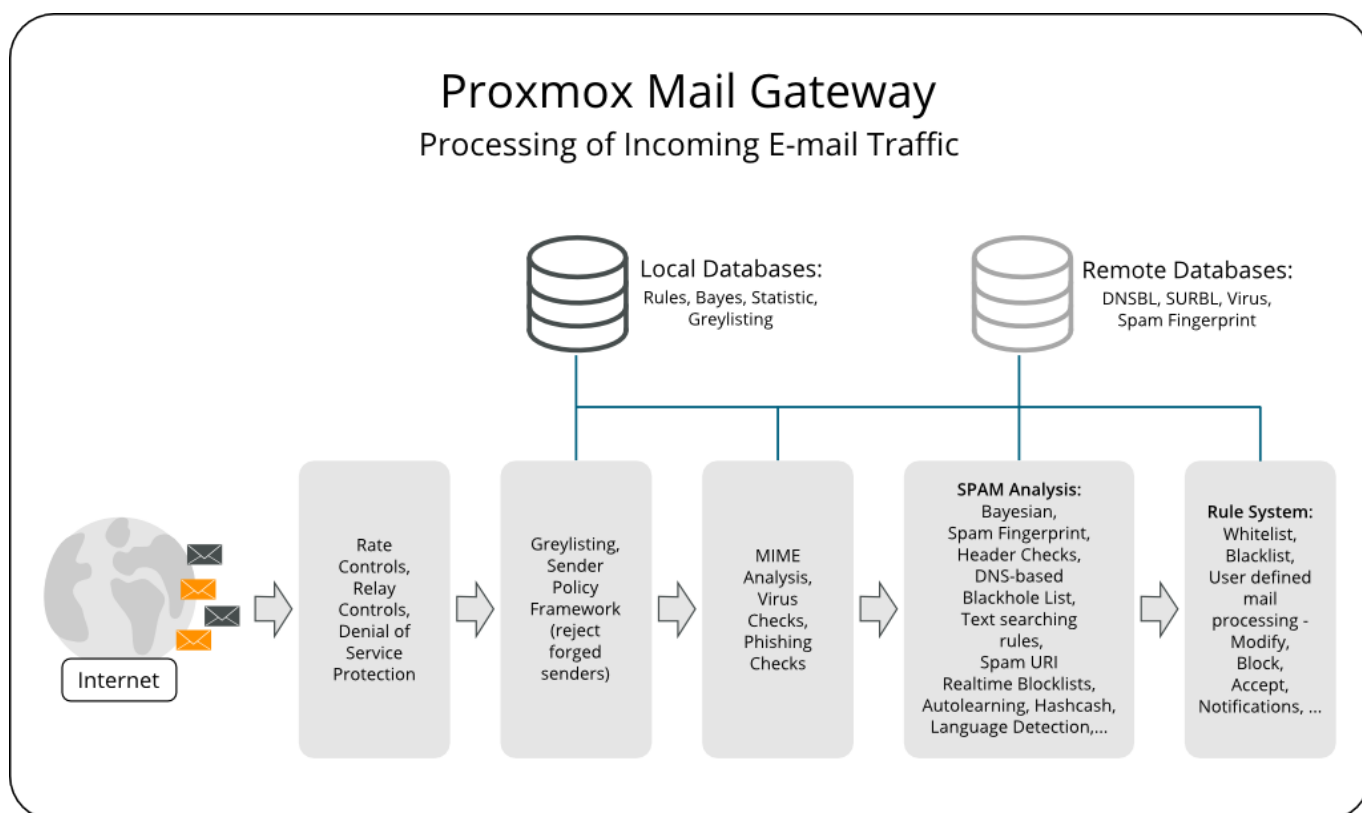 Proxmox Mail Gateway
Processing of Incoming E-mail Traffic
Local Databases:
Rules, Bayes, Statistic,
Greylisting
Remote Databases:
DNSBL, SURBL, Virus,
Spam Fingerprint
Internet
Rate
Controls,
Relay
Controls,
Denial of
Service
Protection
Greylisting,
Sender
Policy
Framework
(reject
forged
senders)
MIME
Analysis,
Virus
Checks,
Phishing
Checks
SPAM Analysis:
Bayesian,
Spam Fingerprint,
Header Checks,
DNS-based
Blackhole List,
Text searching
rules,
Spam URI
Realtime Blocklists,
Autolearning, Hashcash,
Language Detection,...
Rule System:
Whitelist,
Blacklist,
User defined
mail
processing -
Modify,
Block,
Accept,
Notifications, ...